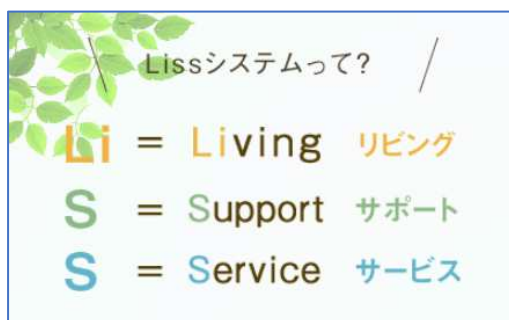 Lissシステムって?
Li = Living リビング
S = Support サポート
S = Service サービス